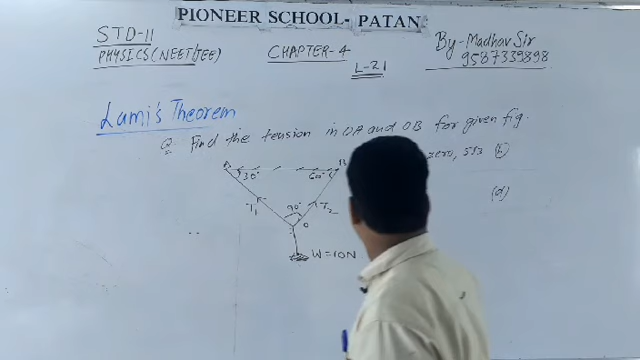 PIONEER SCHOOL- PATAN
STD-11
PHYSICS(NEET/JEE)
CHAPTER-4
L-21
By-Madhav Sir
9587339898
Lami's Theorem
Q. Find the tension in OA and OB for given fig.
zero, 5√3 (b)
(d)
A 30° 60° B
T1 90° T2
O
W=10N